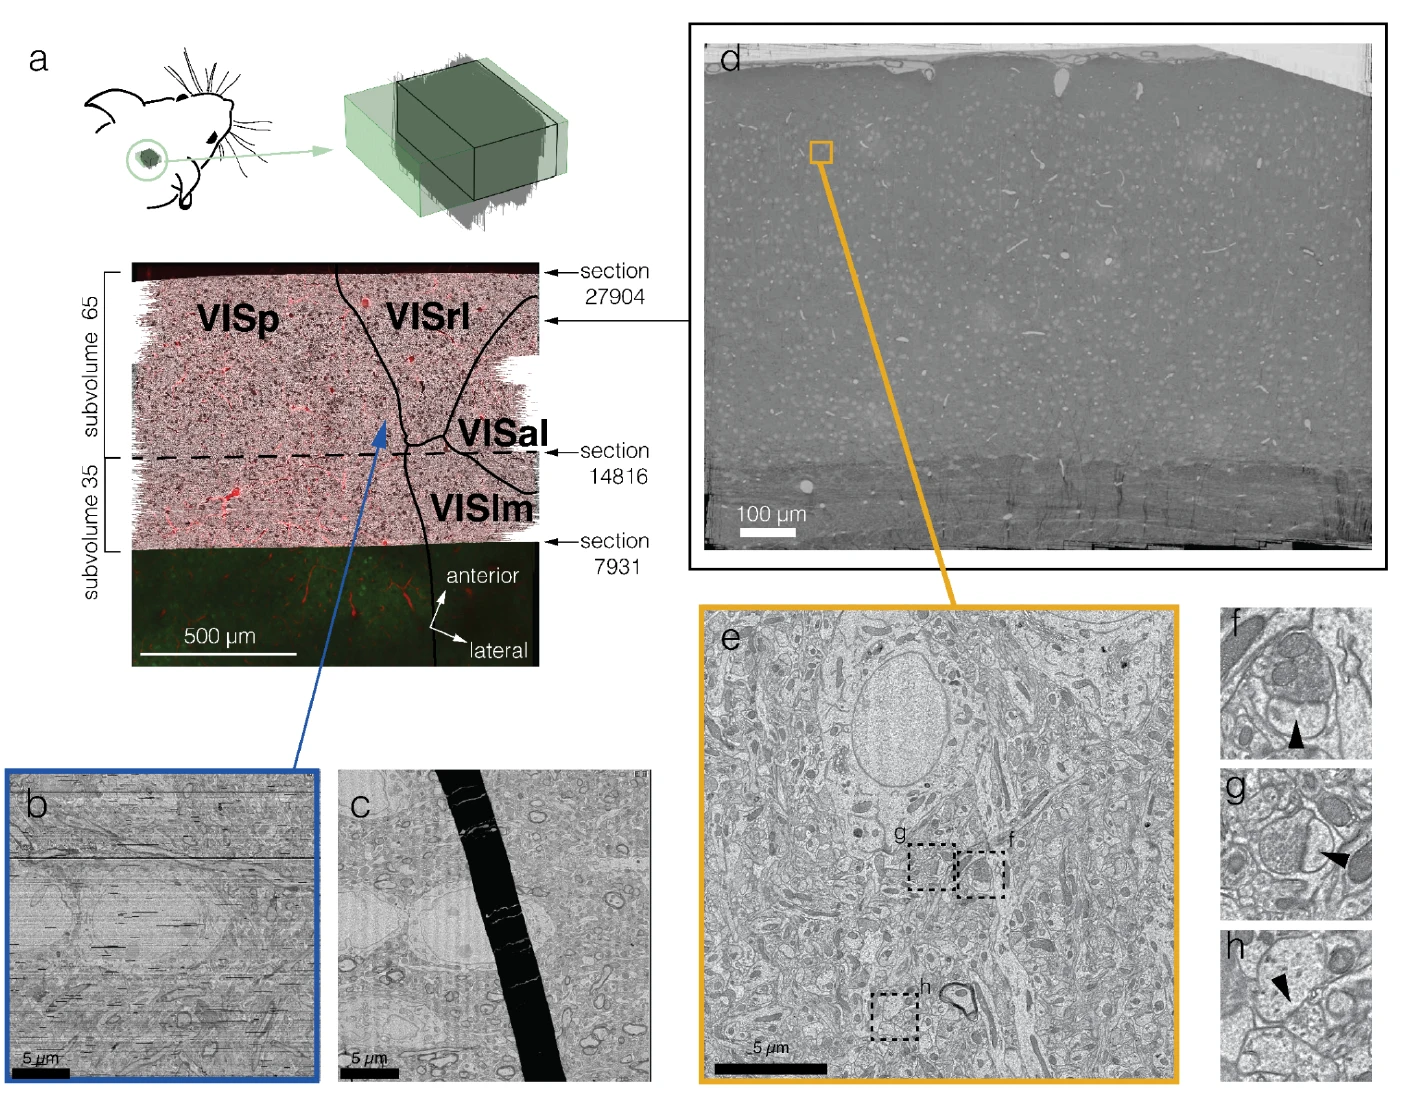 a
subvolume 65
subvolume 35
VISp
VISrl
VISal
VISlm
section
27904
section
14816
section
7931
anterior
lateral
500 µm
d
100 µm
b
5 µm
c
5 µm
e
g
f
h
5 µm
f
g
h